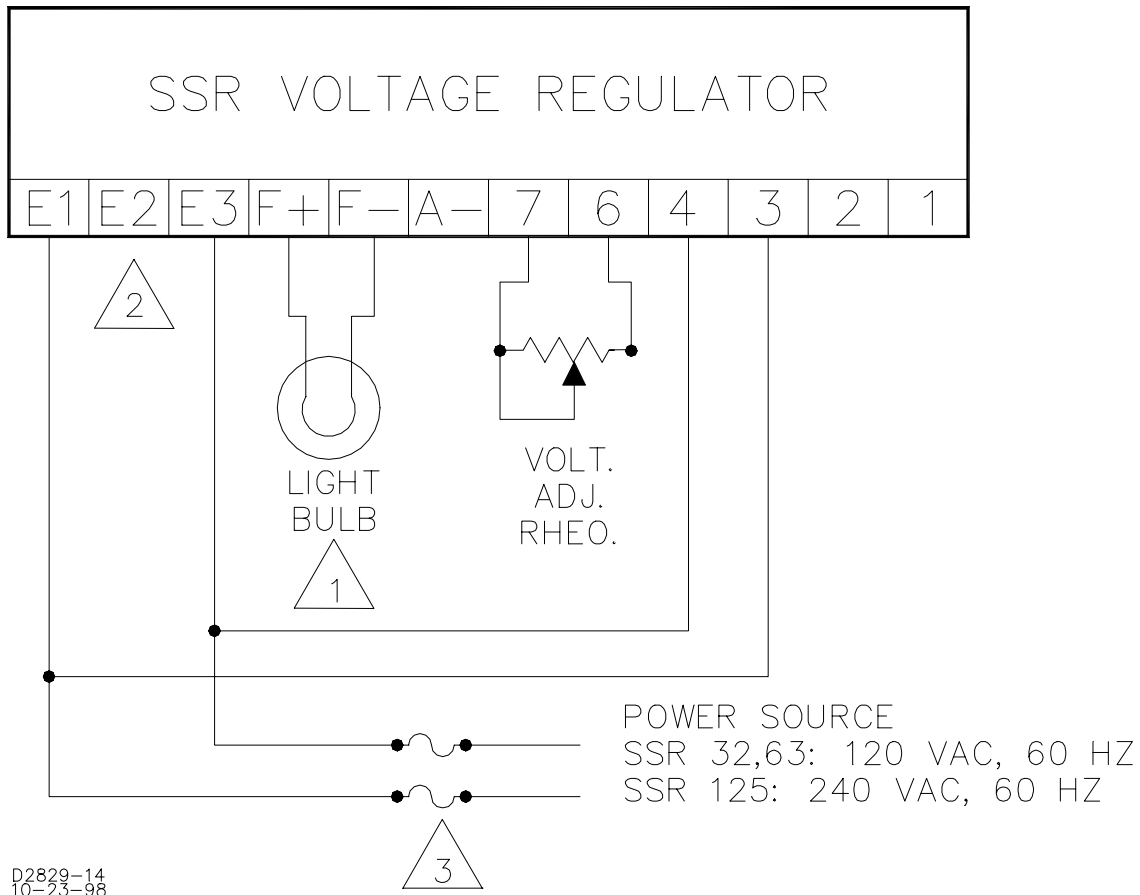 SSR VOLTAGE REGULATOR
E1 E2 E3 F+ F- A- 7 6 4 3 2 1
2
LIGHT
BULB
1
VOLT.
ADJ.
RHEO.
POWER SOURCE
SSR 32,63: 120 VAC, 60 HZ
SSR 125: 240 VAC, 60 HZ
3
D2829-14
10-23-98